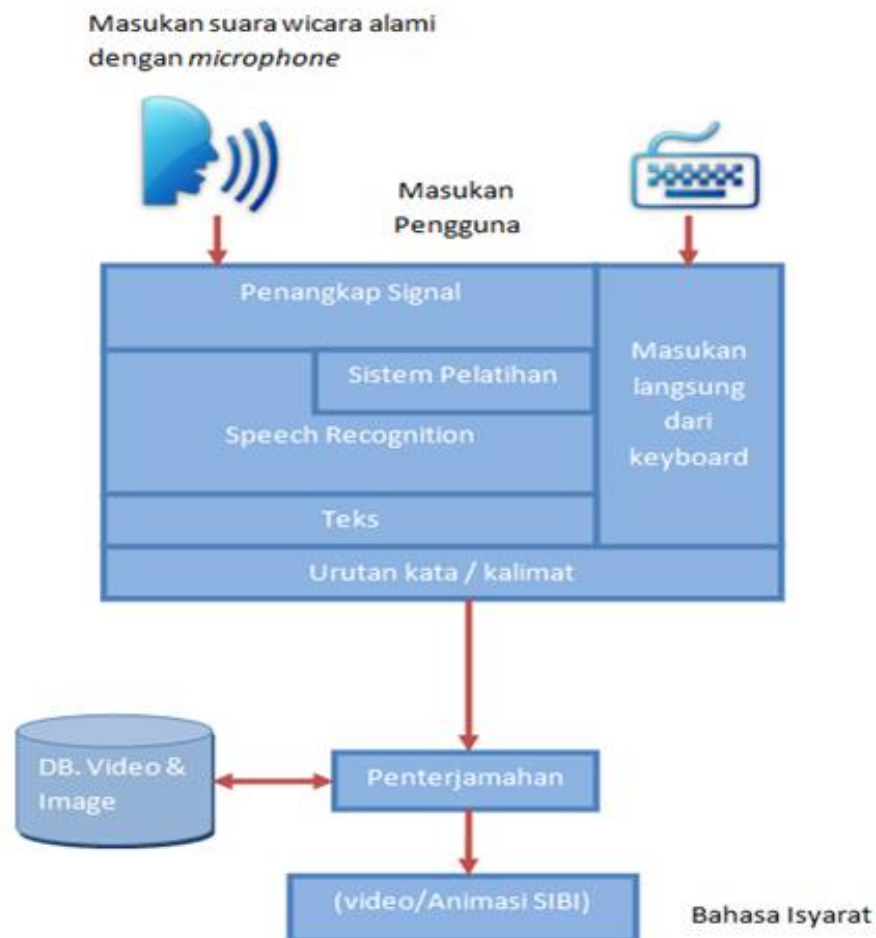 Masukan suara wicara alami
dengan microphone
Masukan
Pengguna
Penangkap Signal
Sistem Pelatihan
Speech Recognition
Masukan
langsung
dari
keyboard
Teks
Urutan kata / kalimat
DB. Video &
Image
Penterjamahan
(video/Animasi SIBI)
Bahasa Isyarat